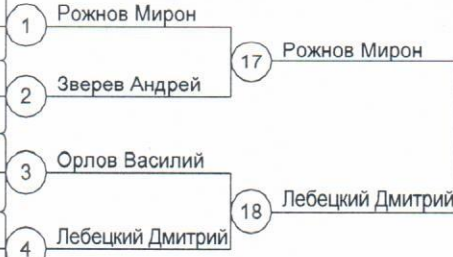 1 Рожнов Мирон
17 Рожнов Мирон
2 Зверев Андрей
3 Орлов Василий
18 Лебецкий Дмитрий
4 Лебецкий Дмитрий